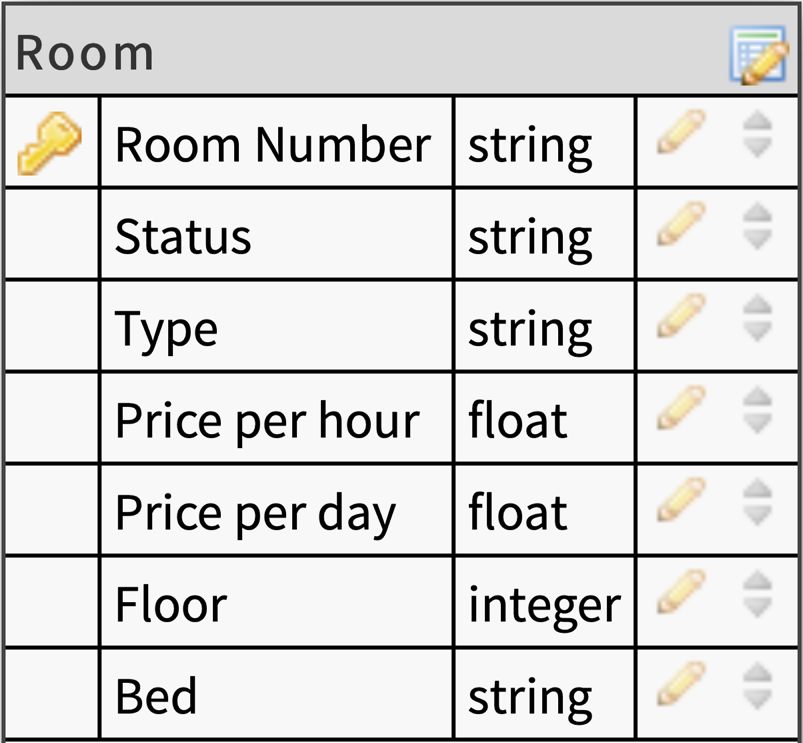 Room
Room Number string
Status string
Type string
Price per hour float
Price per day float
Floor integer
Bed string